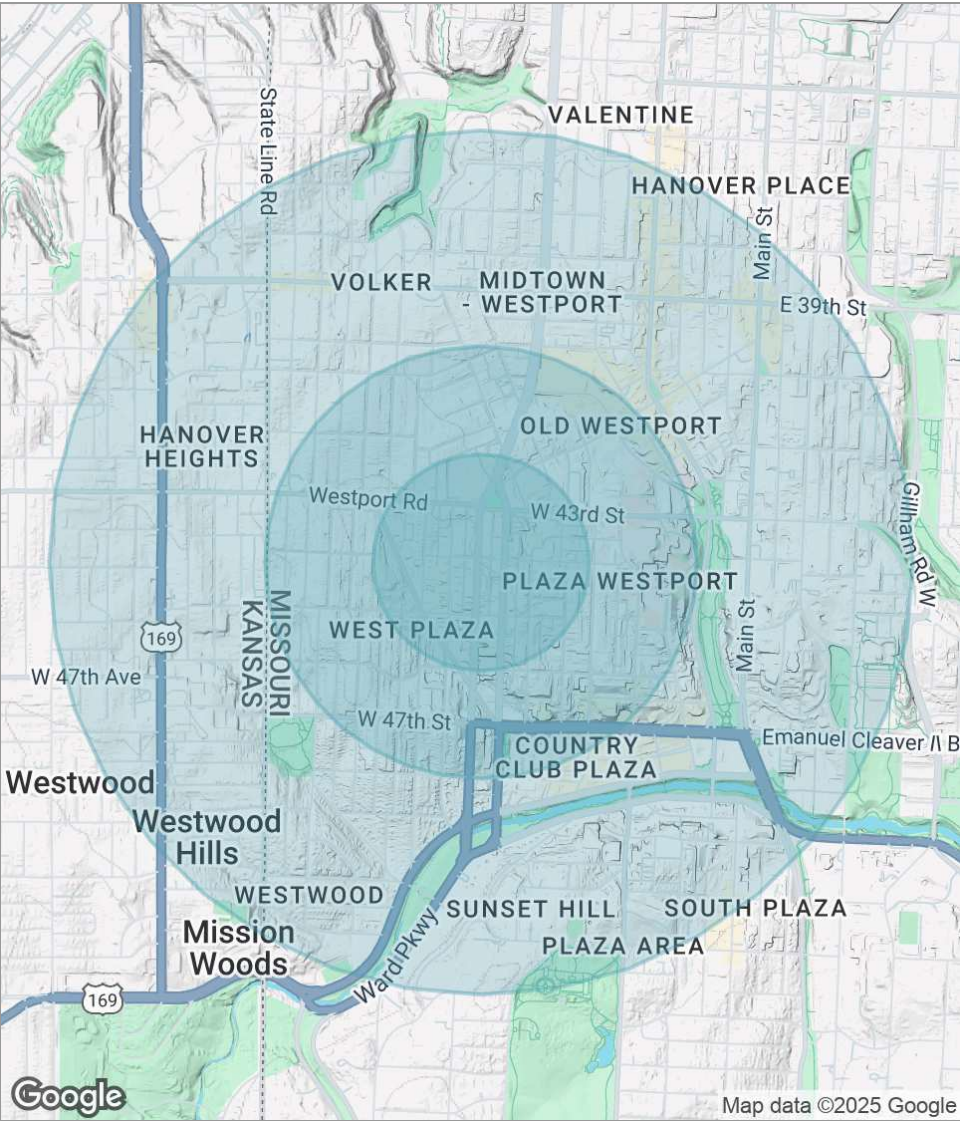 State Line Rd
VALENTINE
HANOVER PLACE
Main St
VOLKER
MIDTOWN
- WESTPORT
E 39th St
OLD WESTPORT
HANOVER
HEIGHTS
Westport Rd
W 43rd St
Gillham Rd W
PLAZA WESTPORT
MISSOURI
KANSAS
WEST PLAZA
169
Main St
W 47th Ave
W 47th St
COUNTRY
CLUB PLAZA
Emanuel Cleaver II B
Westwood
Westwood
Hills
WESTWOOD
SUNSET HILL
SOUTH PLAZA
Mission
Woods
PLAZA AREA
Ward Pkwy
169
Google
Map data ©2025 Google